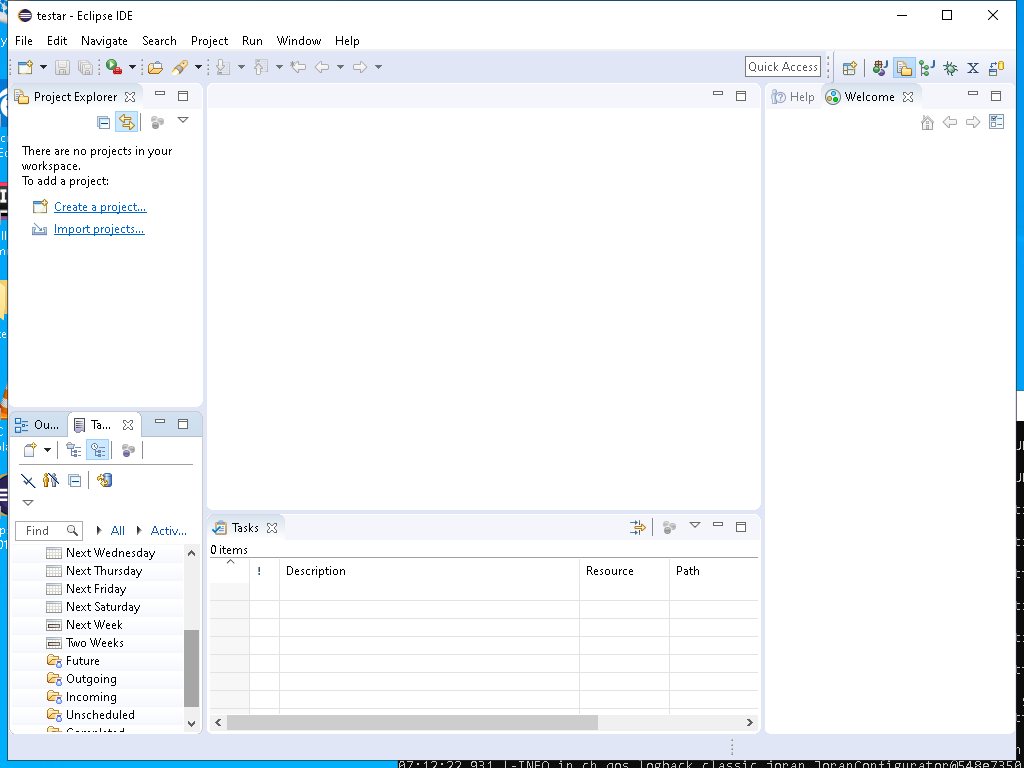 testar - Eclipse IDE
File Edit Navigate Search Project Run Window Help
Quick Access
Project Explorer
Help Welcome
There are no projects in your
workspace.
To add a project:
Create a project...
Import projects...
Ou... Ta...
Find All Activ...
Next Wednesday
Next Thursday
Next Friday
Next Saturday
Next Week
Two Weeks
Future
Outgoing
Incoming
Unscheduled
Tasks
0 items
! Description Resource Path
07:12:22,931 |-INFO in ch.qos.logback.classic.joran.JoranConfigurator@548e7350